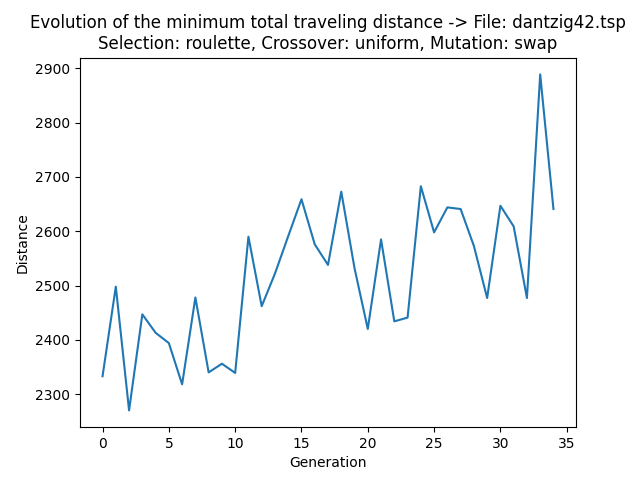 Evolution of the minimum total traveling distance -> File: dantzig42.tsp
Selection: roulette, Crossover: uniform, Mutation: swap
2900
2800
2700
2600
2500
2400
2300
Distance
0 5 10 15 20 25 30 35
Generation